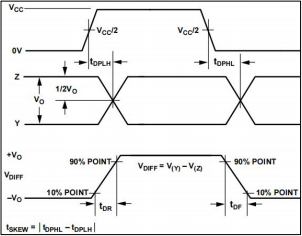 VCC
VCC/2
VCC/2
0V
tDPLH
tDPHL
Z
VO
1/2VO
Y
+VO
VDIFF
–VO
90% POINT
VDIFF = V(Y) – V(Z)
90% POINT
10% POINT
10% POINT
tDR
tDF
tSKEW = | tDPHL – tDPLH |